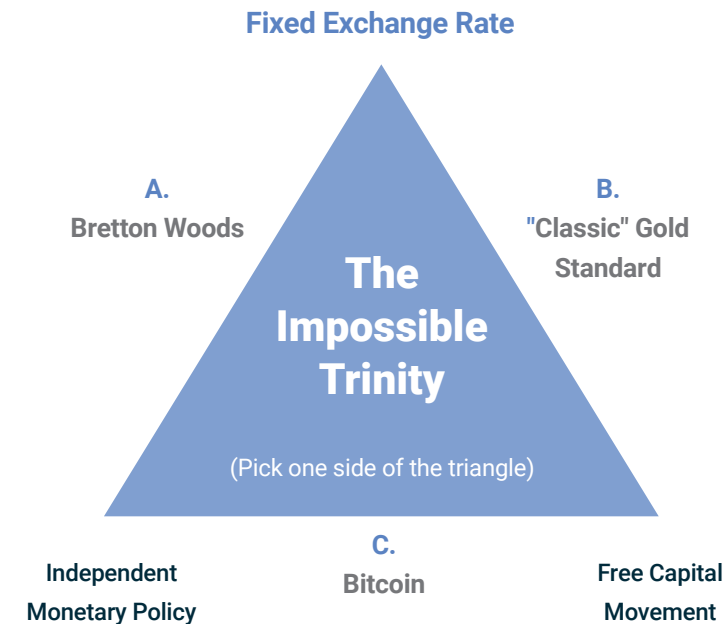 Fixed Exchange Rate
A.
Bretton Woods
B.
"Classic" Gold
Standard
The
Impossible
Trinity
(Pick one side of the triangle)
C.
Bitcoin
Independent
Monetary Policy
Free Capital
Movement